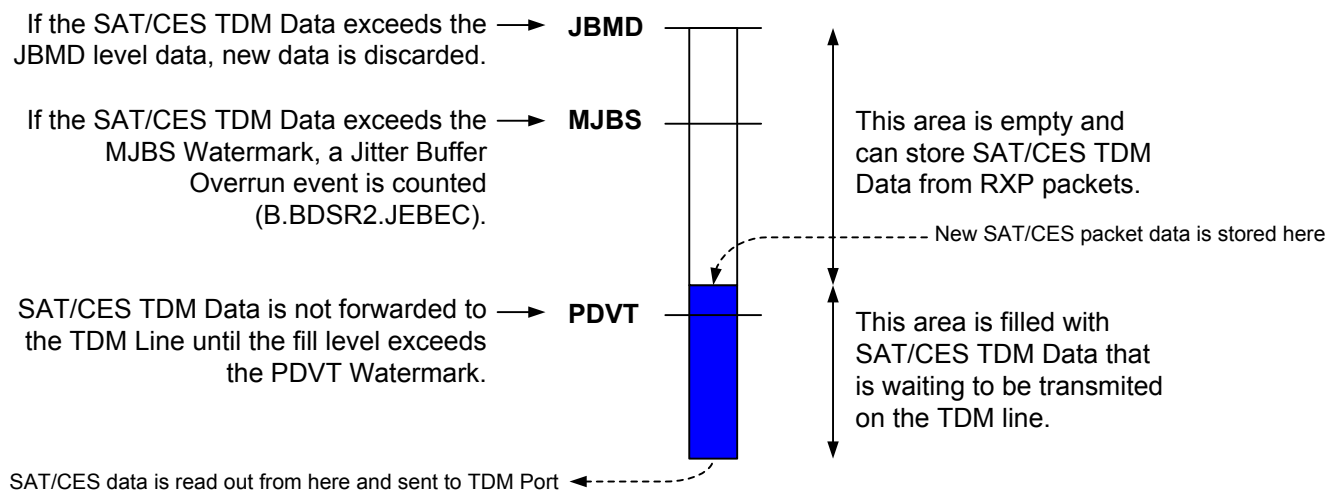 If the SAT/CES TDM Data exceeds the
JBMD level data, new data is discarded.
JBMD
If the SAT/CES TDM Data exceeds the
MJBS Watermark, a Jitter Buffer
Overrun event is counted
(B.BDSR2.JEBEC).
MJBS
This area is empty and
can store SAT/CES TDM
Data from RXP packets.
New SAT/CES packet data is stored here
SAT/CES TDM Data is not forwarded to
the TDM Line until the fill level exceeds
the PDVT Watermark.
PDVT
This area is filled with
SAT/CES TDM Data that
is waiting to be transmited
on the TDM line.
SAT/CES data is read out from here and sent to TDM Port